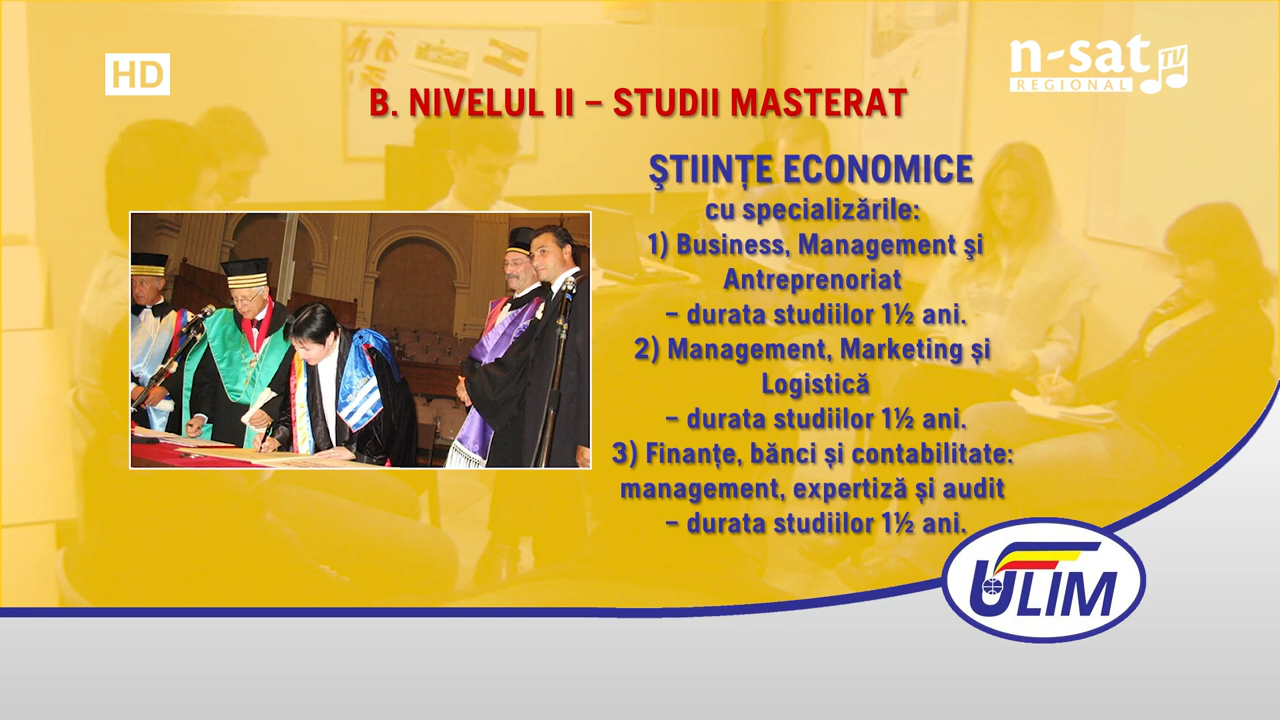 HD
n-sat TV
REGIONAL
B. NIVELUL II – STUDII MASTERAT
ŞTIINȚE ECONOMICE
cu specializările:
1) Business, Management şi
Antreprenoriat
– durata studiilor 1½ ani.
2) Management, Marketing și
Logistică
– durata studiilor 1½ ani.
3) Finanțe, bănci și contabilitate:
management, expertiză și audit
– durata studiilor 1½ ani.
ULIM